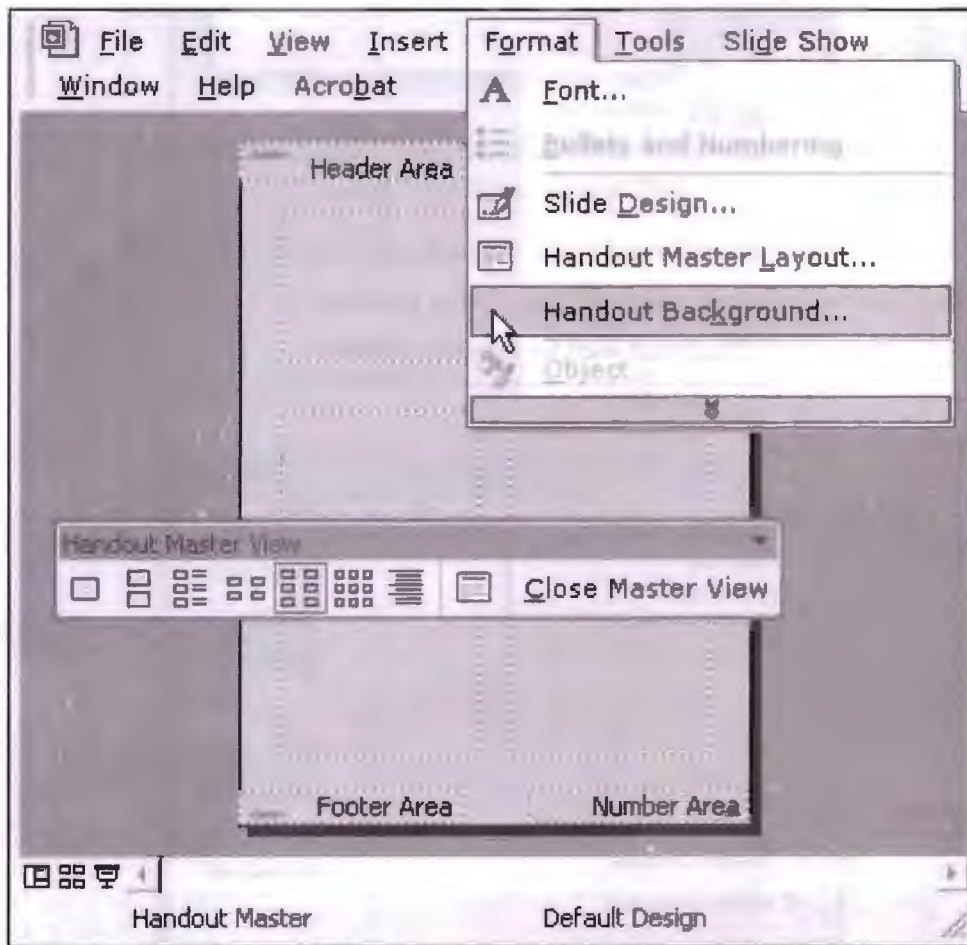 File Edit View Insert Format Tools Slide Show
Window Help Acrobat
Font...
Bullets and Numbering
Slide Design...
Handout Master Layout...
Handout Background...
Object
Header Area
Handout Master View
Close Master View
Footer Area Number Area
Handout Master Default Design